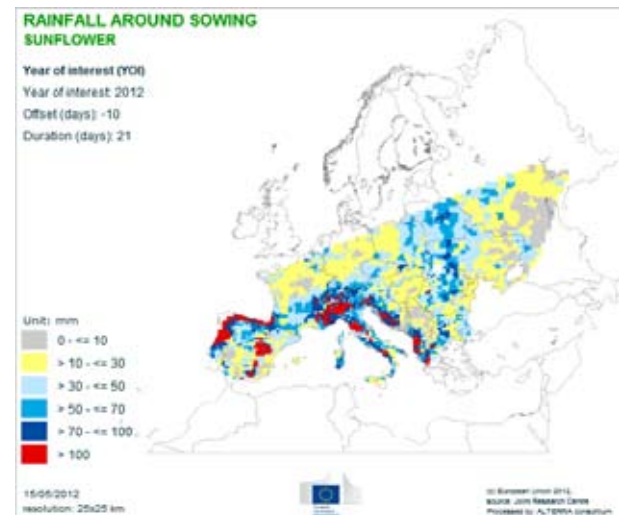 RAINFALL AROUND SOWING
SUNFLOWER
Year of interest (YOI)
Year of interest: 2012
Offset (days): -10
Duration (days): 21
Unit: mm
0 - <= 10
> 10 - <= 30
> 30 - <= 50
> 50 - <= 70
> 70 - <= 100
> 100
15/05/2012
resolution: 25x25 km
(c) European Union 2012,
source: Joint Research Centre
Processed by: ALTERRA consortium